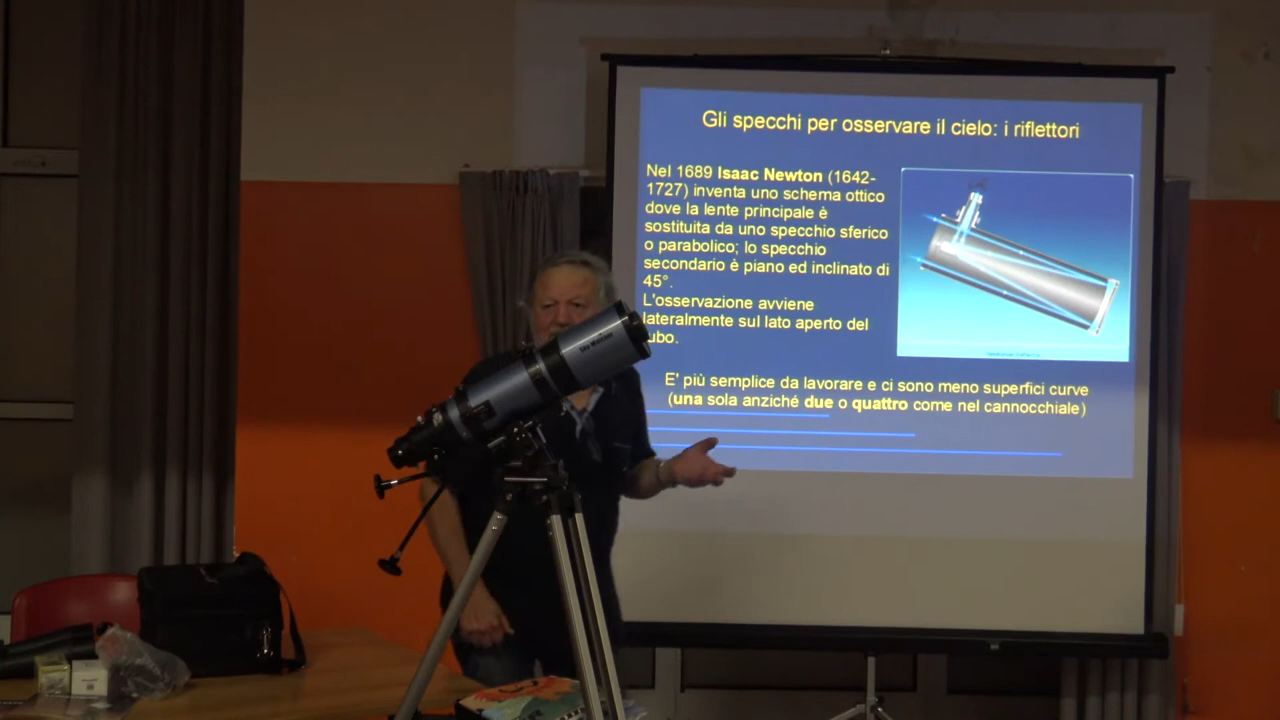 Gli specchi per osservare il cielo: i riflettori
Nel 1689 Isaac Newton (1642-
1727) inventa uno schema ottico
dove la lente principale è
sostituita da uno specchio sferico
o parabolico; lo specchio
secondario è piano ed inclinato di
45°.
L'osservazione avviene
lateralmente sul lato aperto del
ubo.
E' più semplice da lavorare e ci sono meno superfici curve
(una sola anziché due o quattro come nel cannocchiale)
Sky-Watcher